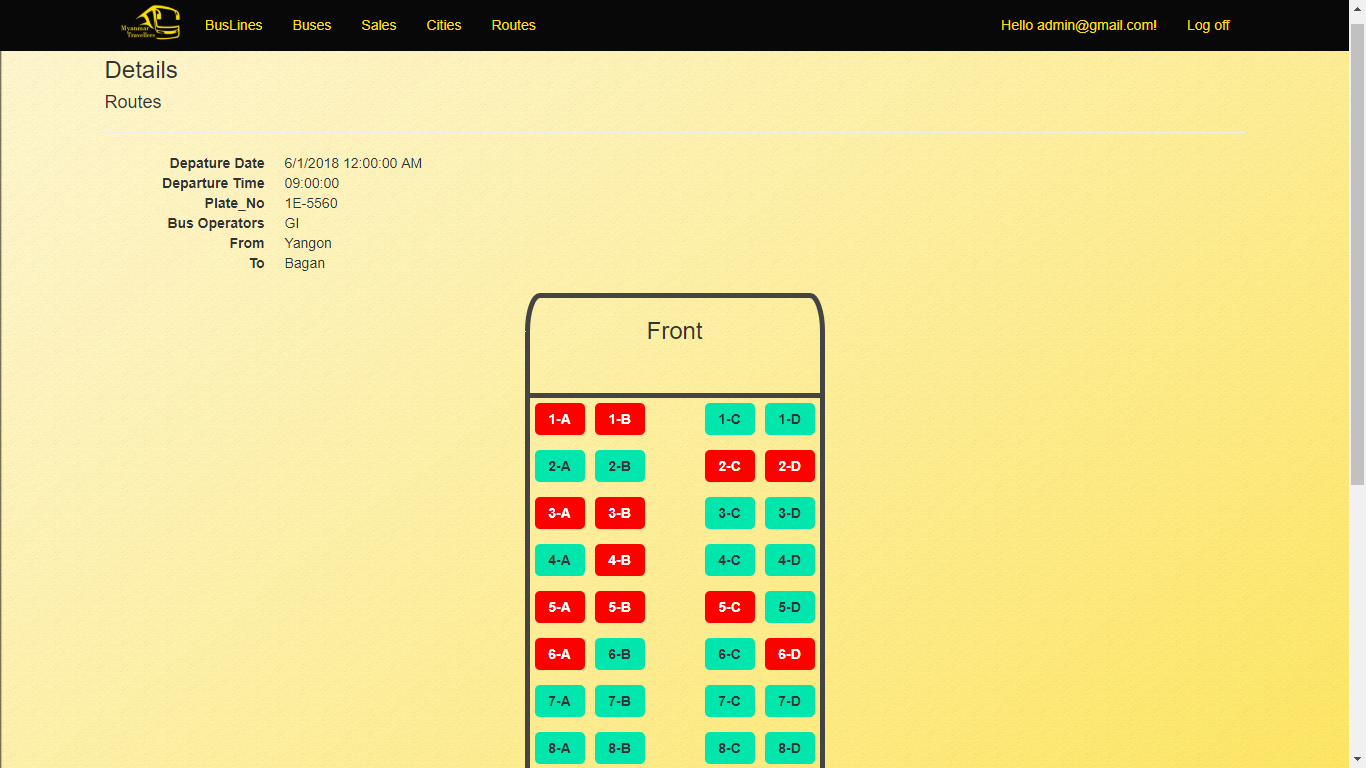 Myanmar
Travellers
BusLines Buses Sales Cities Routes Hello admin@gmail.com! Log off
Details
Routes
Depature Date 6/1/2018 12:00:00 AM
Departure Time 09:00:00
Plate_No 1E-5560
Bus Operators GI
From Yangon
To Bagan
Front
1-A 1-B 1-C 1-D
2-A 2-B 2-C 2-D
3-A 3-B 3-C 3-D
4-A 4-B 4-C 4-D
5-A 5-B 5-C 5-D
6-A 6-B 6-C 6-D
7-A 7-B 7-C 7-D
8-A 8-B 8-C 8-D